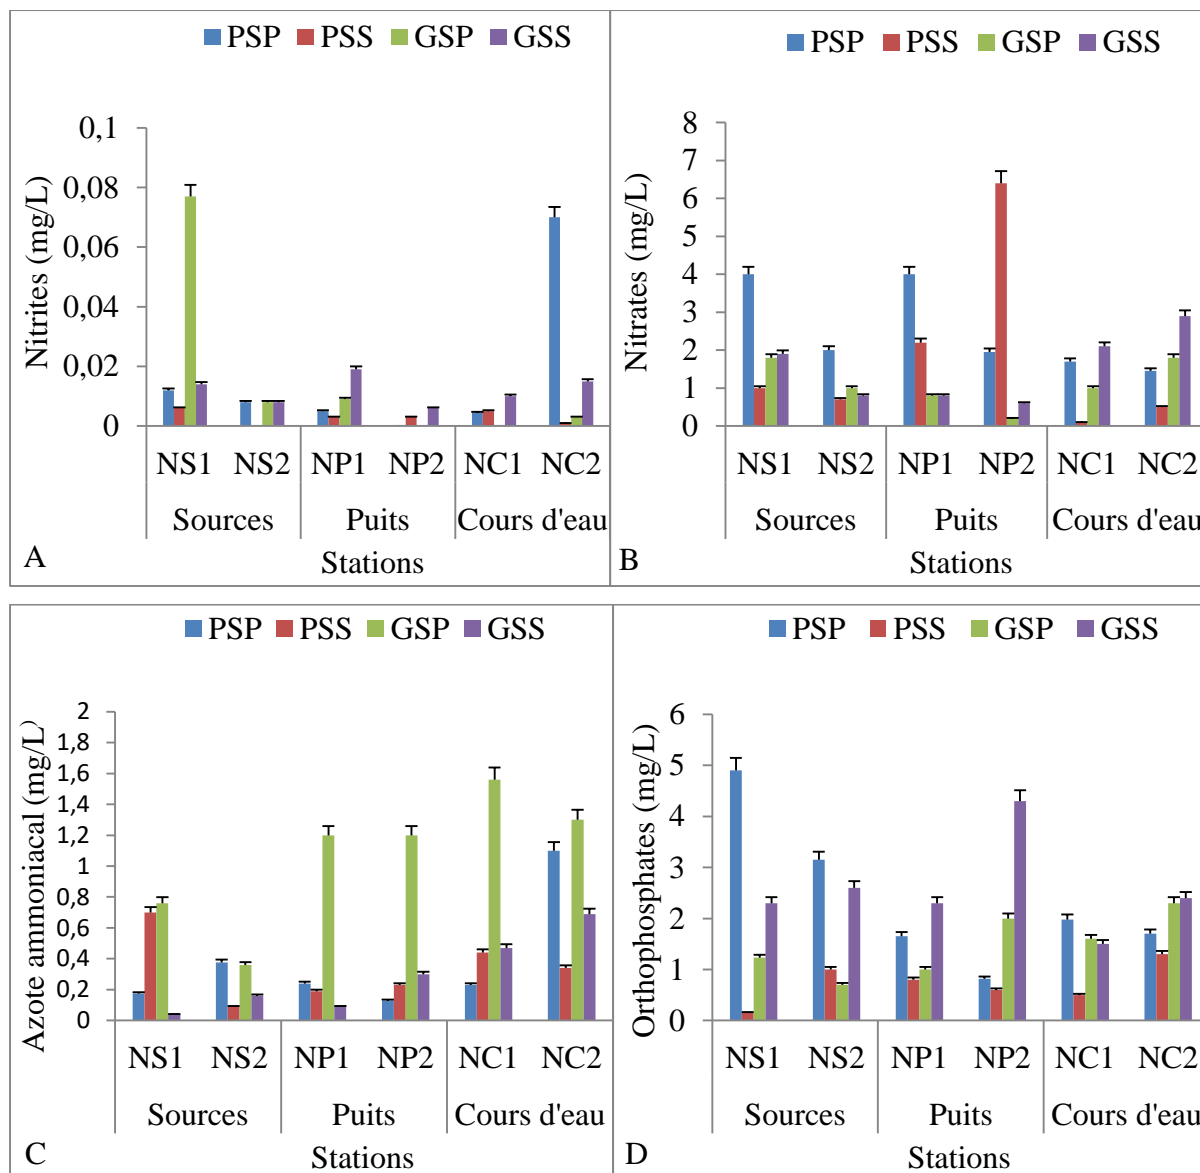 PSP PSS GSP GSS
0,1
0,08
0,06
0,04
0,02
0
Nitrites (mg/L)
NS1 NS2 NP1 NP2 NC1 NC2
Sources Puits Cours d'eau
Stations
A
PSP PSS GSP GSS
8
7
6
5
4
3
2
1
0
Nitrates (mg/L)
NS1 NS2 NP1 NP2 NC1 NC2
Sources Puits Cours d'eau
Stations
B
PSP PSS GSP GSS
2
1,8
1,6
1,4
1,2
1
0,8
0,6
0,4
0,2
0
Azote ammoniacal (mg/L)
NS1 NS2 NP1 NP2 NC1 NC2
Sources Puits Cours d'eau
Stations
C
PSP PSS GSP GSS
6
5
4
3
2
1
0
Orthophosphates (mg/L)
NS1 NS2 NP1 NP2 NC1 NC2
Sources Puits Cours d'eau
Stations
D